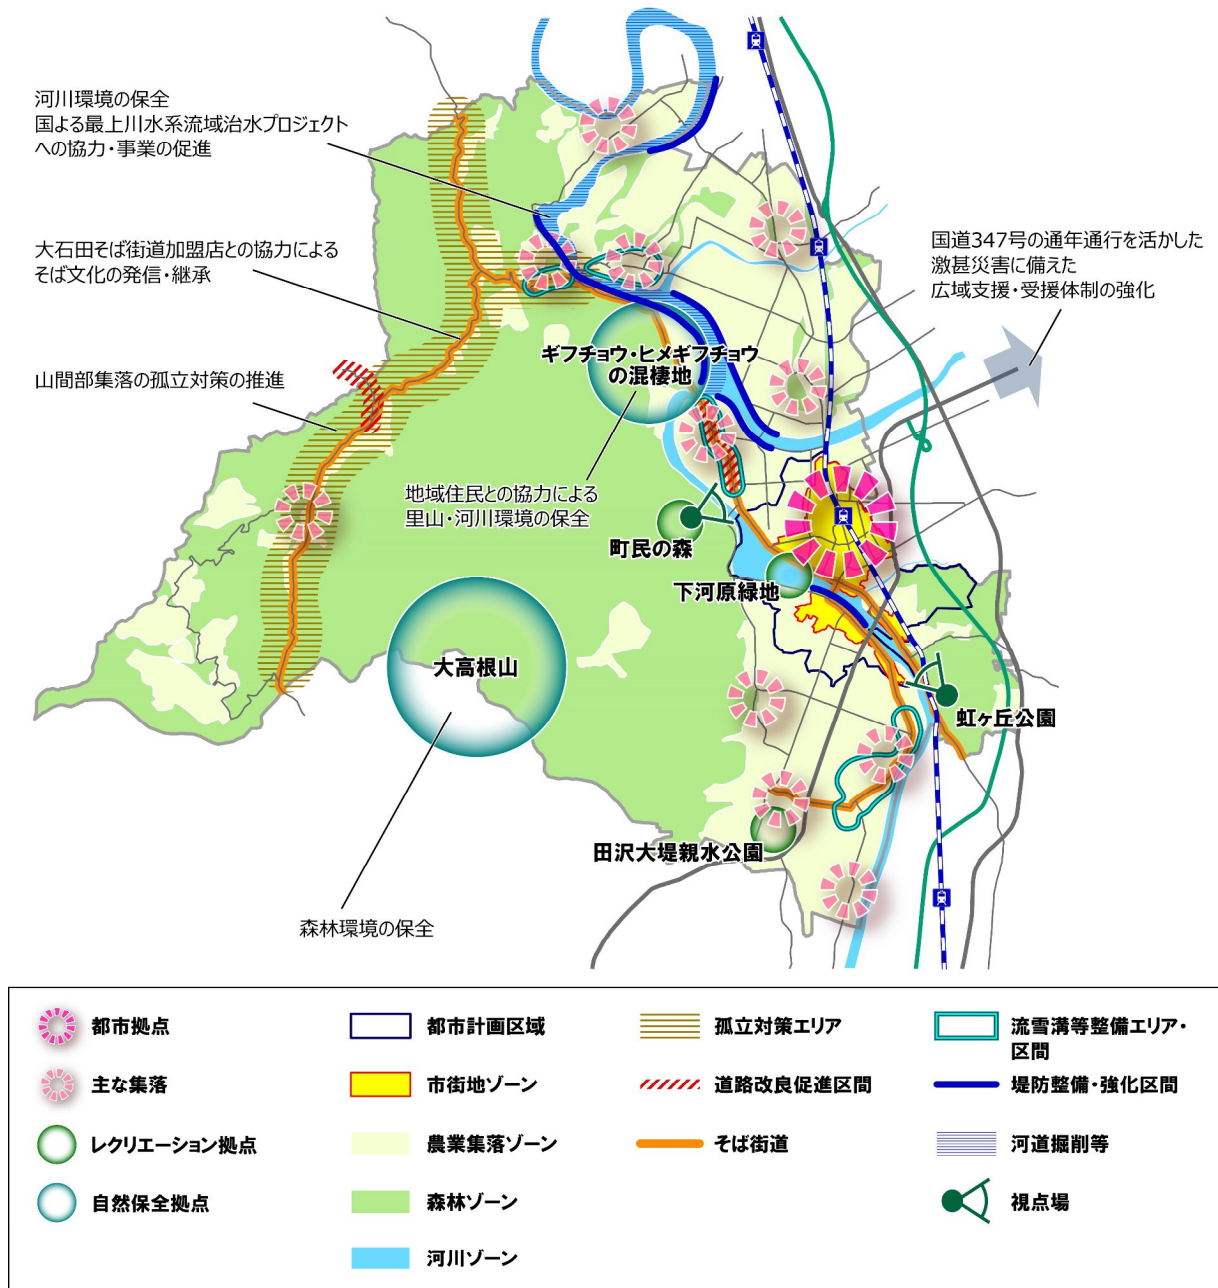 河川環境の保全
国よる最上川水系流域治水プロジェクト
への協力・事業の促進
大石田そば街道加盟店との協力による
そば文化の発信・継承
山間部集落の孤立対策の推進
国道347号の通年通行を活かした
激甚災害に備えた
広域支援・受援体制の強化
ギフチョウ・ヒメギフチョウ
の混棲地
地域住民との協力による
里山・河川環境の保全
町民の森
下河原緑地
大高根山
虹ヶ丘公園
田沢大堤親水公園
森林環境の保全
都市拠点
主な集落
レクリエーション拠点
自然保全拠点
都市計画区域
市街地ゾーン
農業集落ゾーン
森林ゾーン
河川ゾーン
孤立対策エリア
道路改良促進区間
そば街道
流雪溝等整備エリア・
区間
堤防整備・強化区間
河道掘削等
視点場